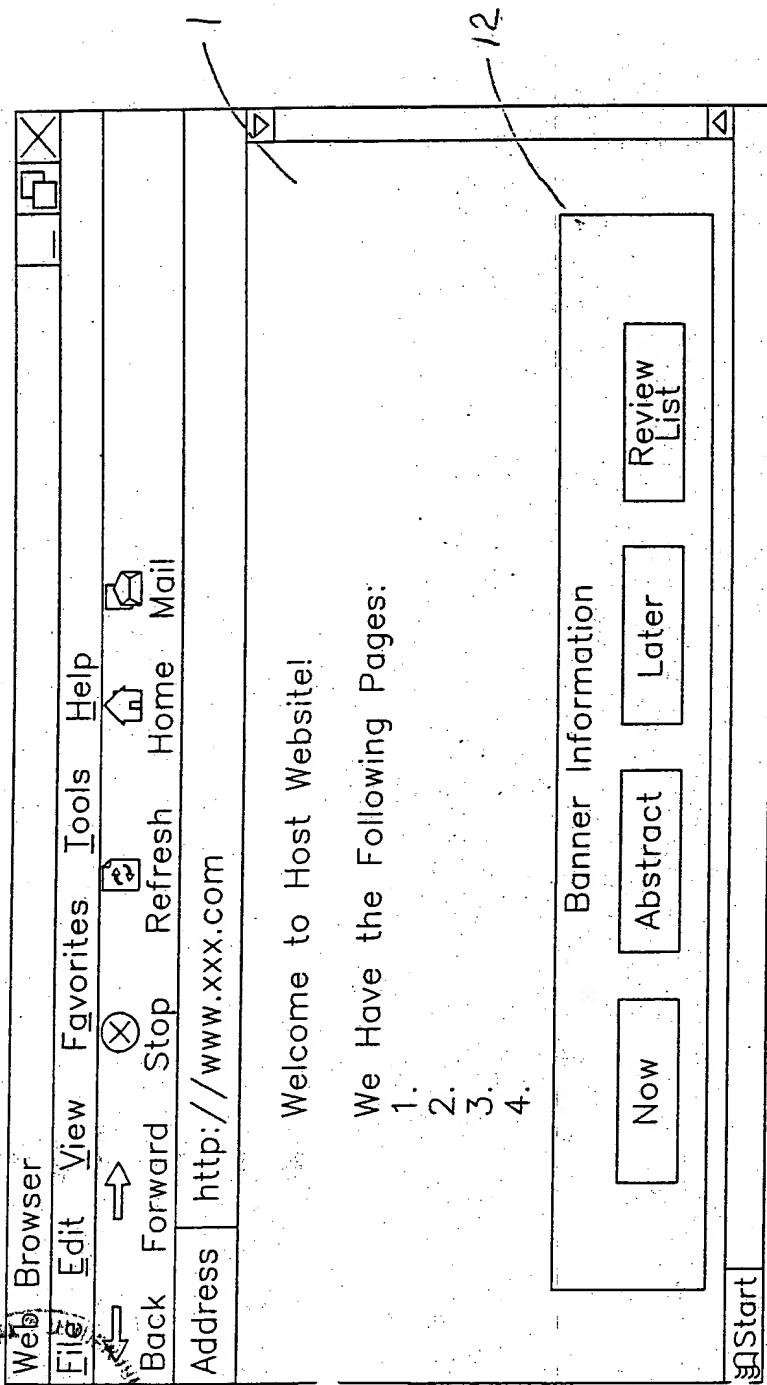 Web Browser
File Edit View Favorites Tools Help
Back Forward Stop Refresh Home Mail
Address http://www.xxx.com
1
Welcome to Host Website!
We Have the Following Pages:
1.
2.
3.
4.
12
Banner Information
Now Abstract Later Review
List
Start